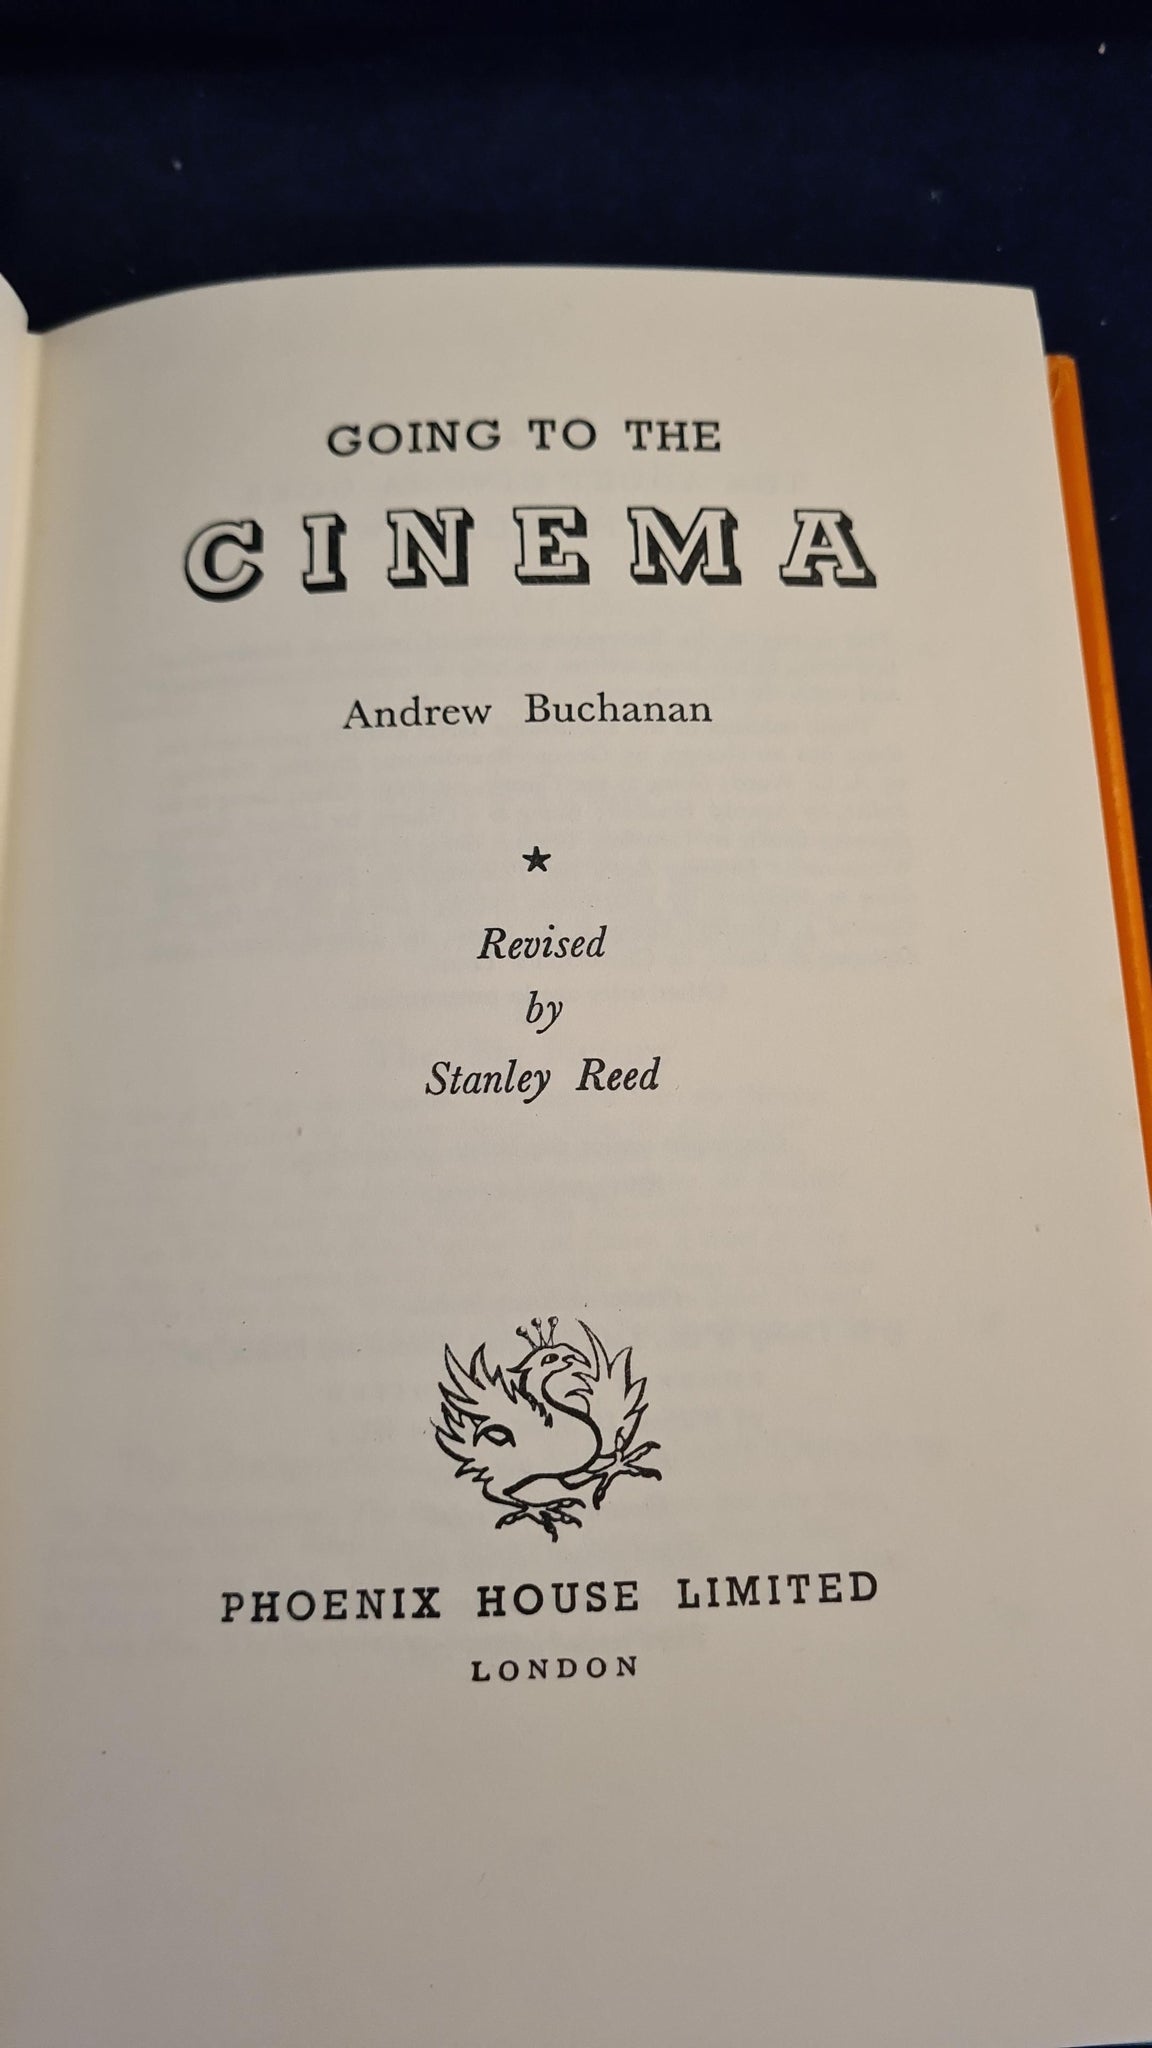 GOING TO THE
CINEMA
Andrew Buchanan
Revised
by
Stanley Reed
PHOENIX HOUSE LIMITED
LONDON